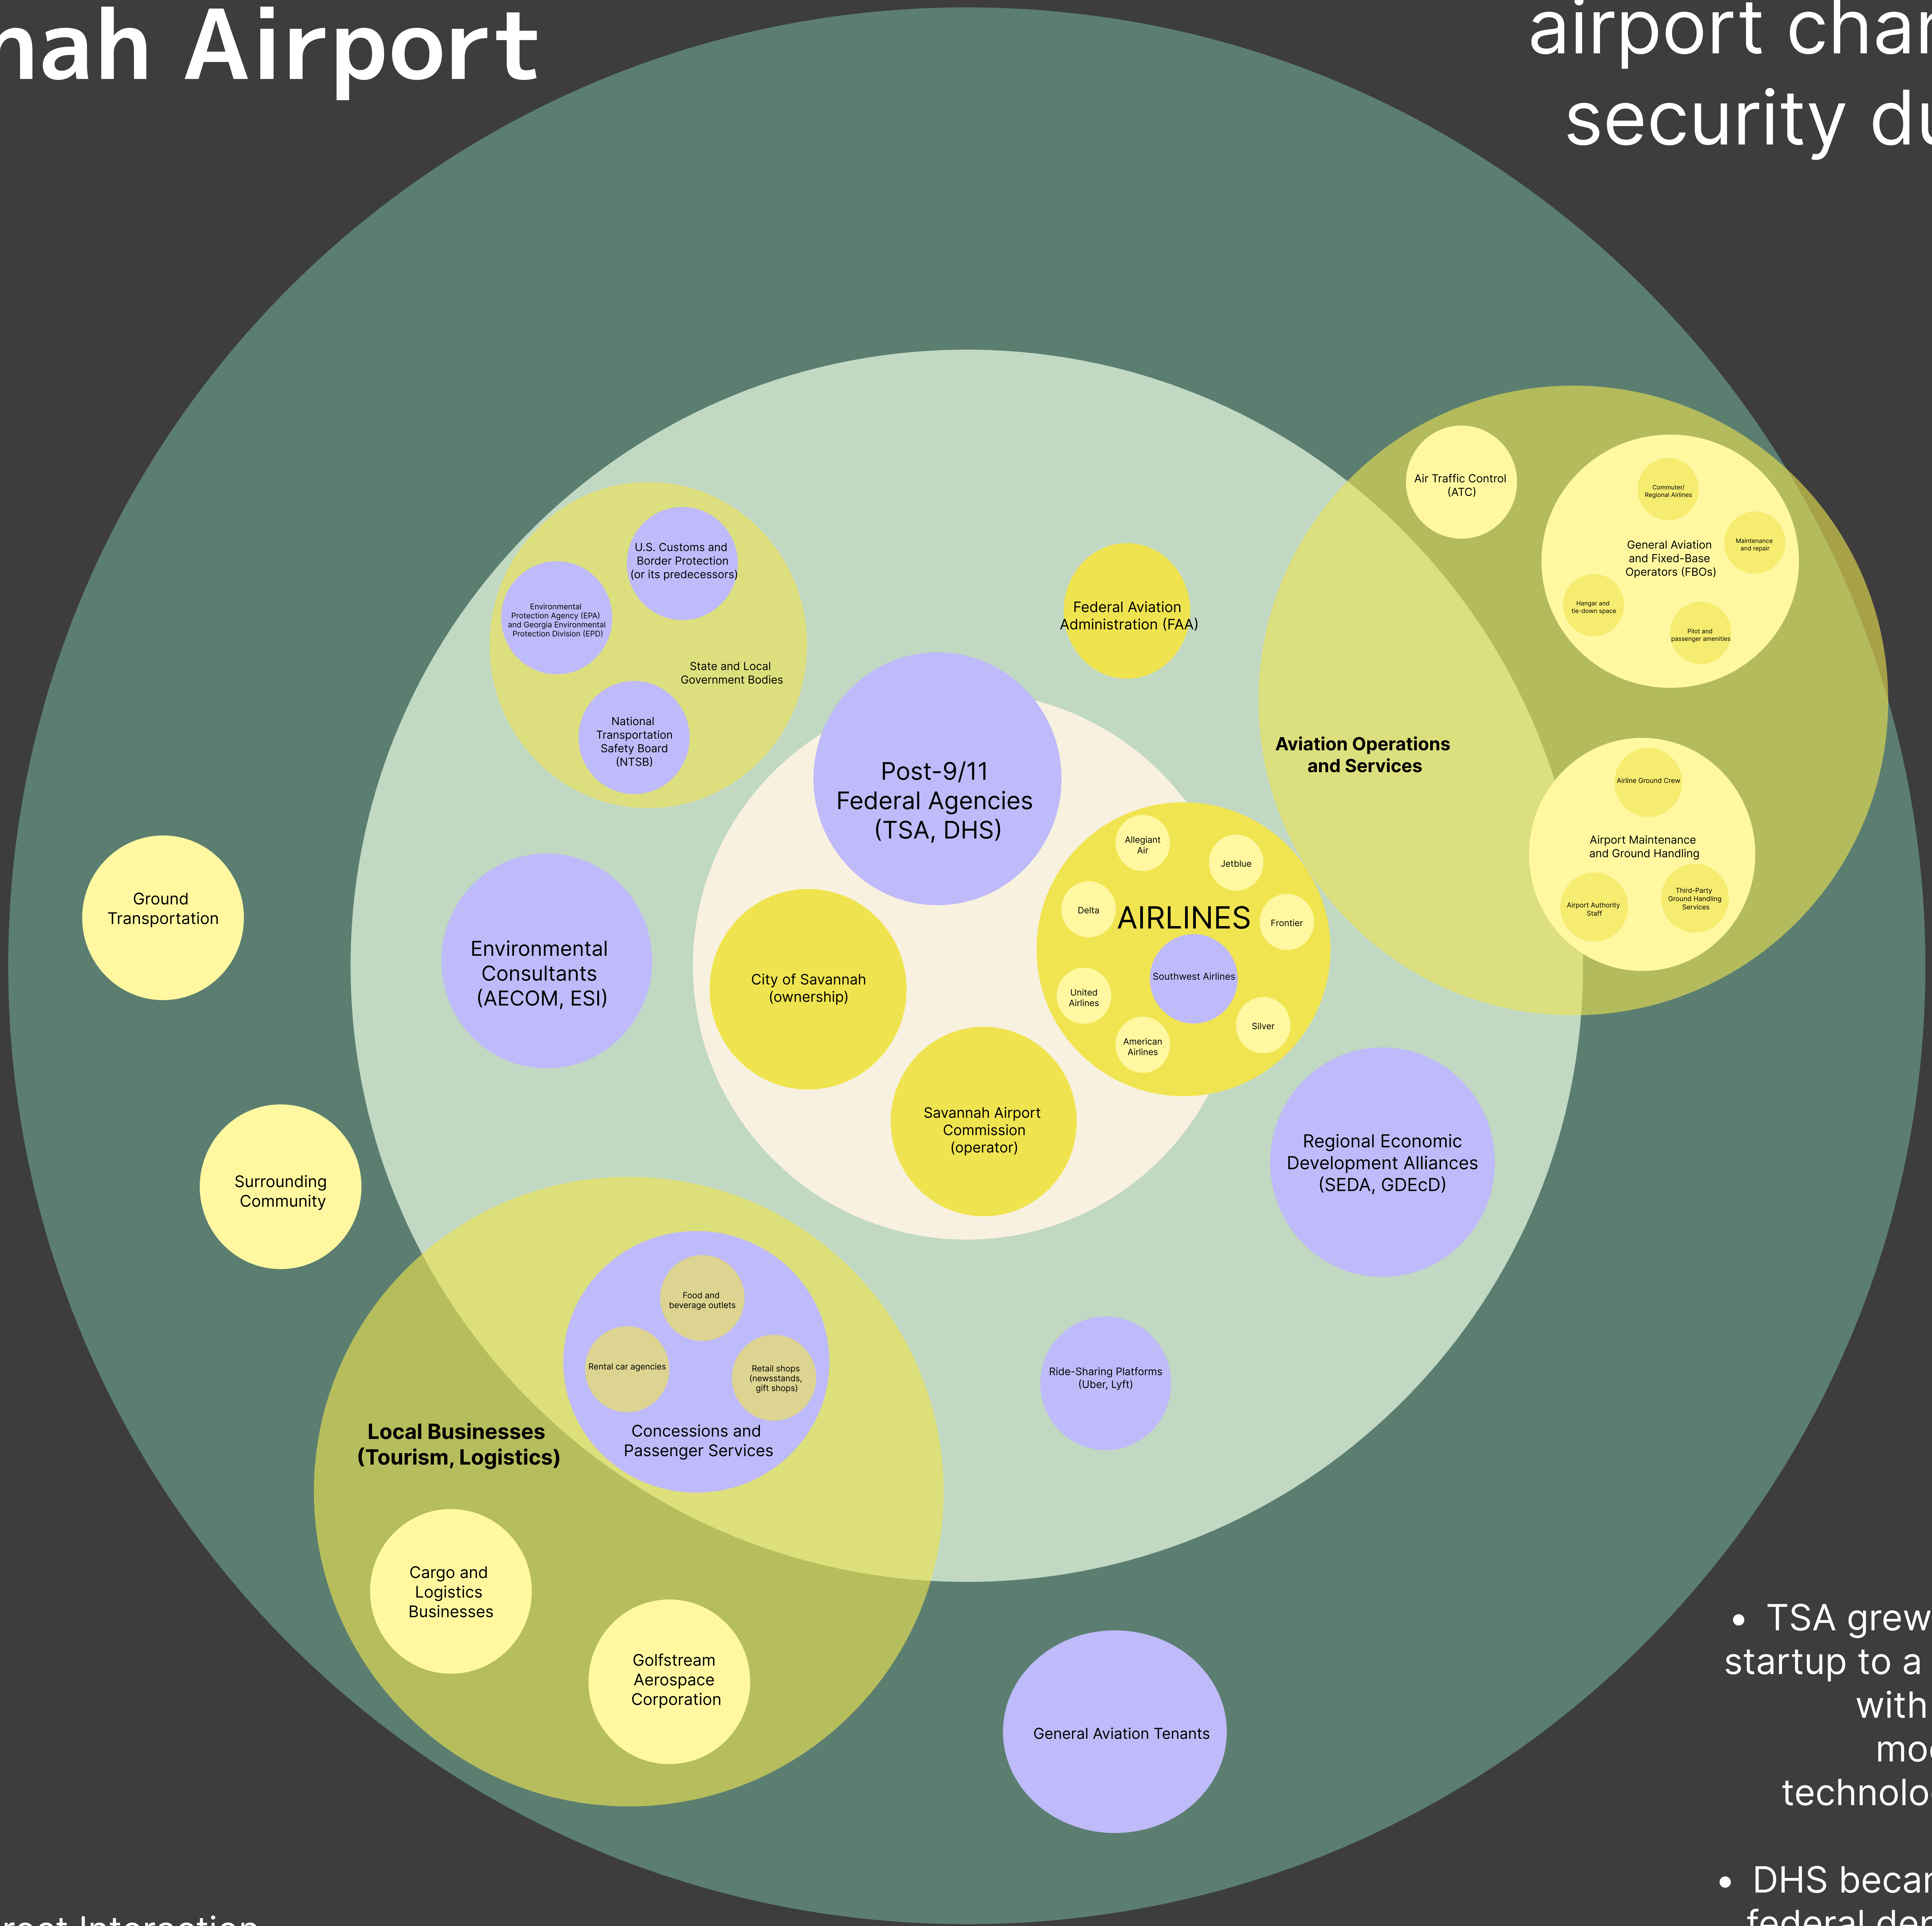 nah Airport
airport char
security du
Air Traffic Control
(ATC)
Commuter/
Regional Airlines
General Aviation
and Fixed-Base
Operators (FBOs)
Maintenance
and repair
Hangar and
tie-down space
Pilot and
passenger amenities
U.S. Customs and
Border Protection
(or its predecessors)
Environmental
Protection Agency (EPA)
and Georgia Environmental
Protection Division (EPD)
State and Local
Government Bodies
National
Transportation
Safety Board
(NTSB)
Federal Aviation
Administration (FAA)
Post-9/11
Federal Agencies
(TSA, DHS)
Aviation Operations
and Services
Airline Ground Crew
Airport Maintenance
and Ground Handling
Airport Authority
Staff
Third-Party
Ground Handling
Services
Allegiant
Air
Jetblue
Delta
AIRLINES
Frontier
Southwest Airlines
United
Airlines
American
Airlines
Silver
Ground
Transportation
Environmental
Consultants
(AECOM, ESI)
City of Savannah
(ownership)
Savannah Airport
Commission
(operator)
Surrounding
Community
Regional Economic
Development Alliances
(SEDA, GDEcD)
Food and
beverage outlets
Rental car agencies
Retail shops
(newsstands,
gift shops)
Concessions and
Passenger Services
Ride-Sharing Platforms
(Uber, Lyft)
Local Businesses
(Tourism, Logistics)
Cargo and
Logistics
Businesses
Golfstream
Aerospace
Corporation
General Aviation Tenants
• TSA grew
startup to a
with
mo
technolo
• DHS becam
federal dep
rect Interaction